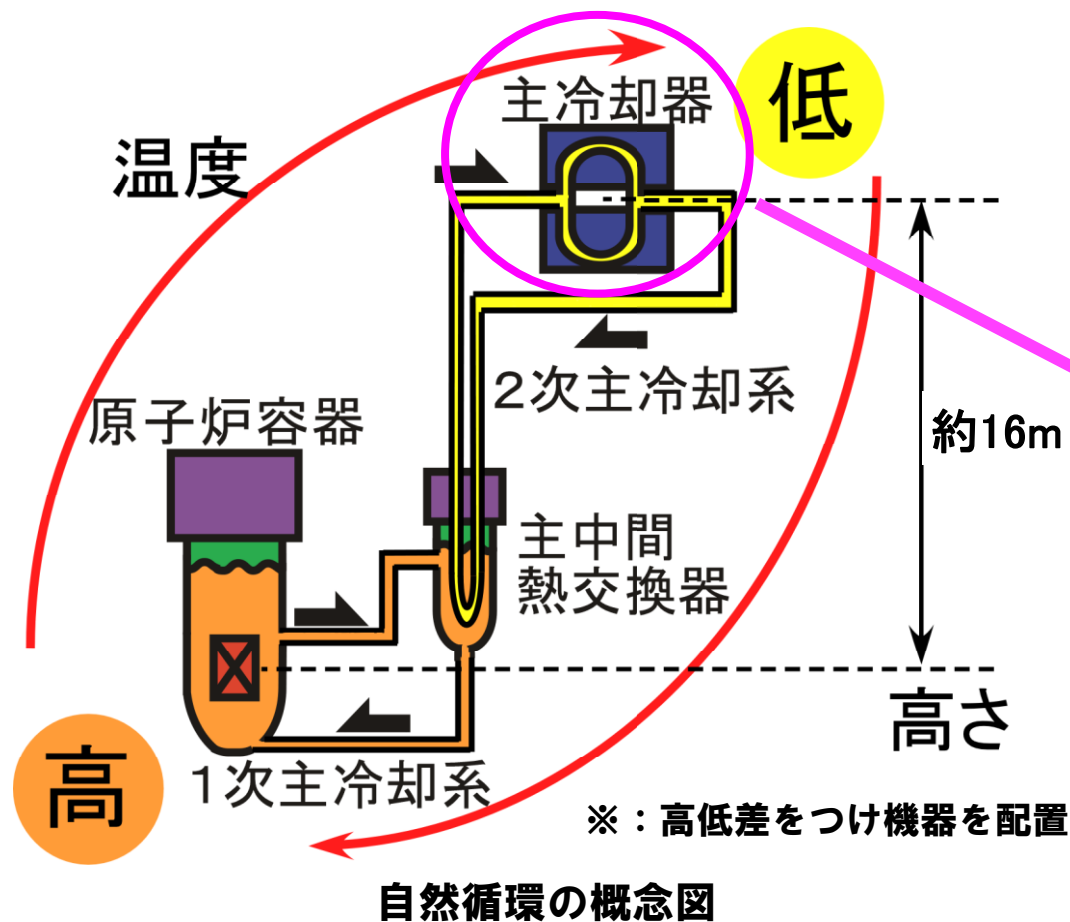 主冷却器
低
温度
2次主冷却系
約16m
原子炉容器
主中間
熱交換器
高さ
高
1次主冷却系
※:高低差をつけ機器を配置
自然循環の概念図